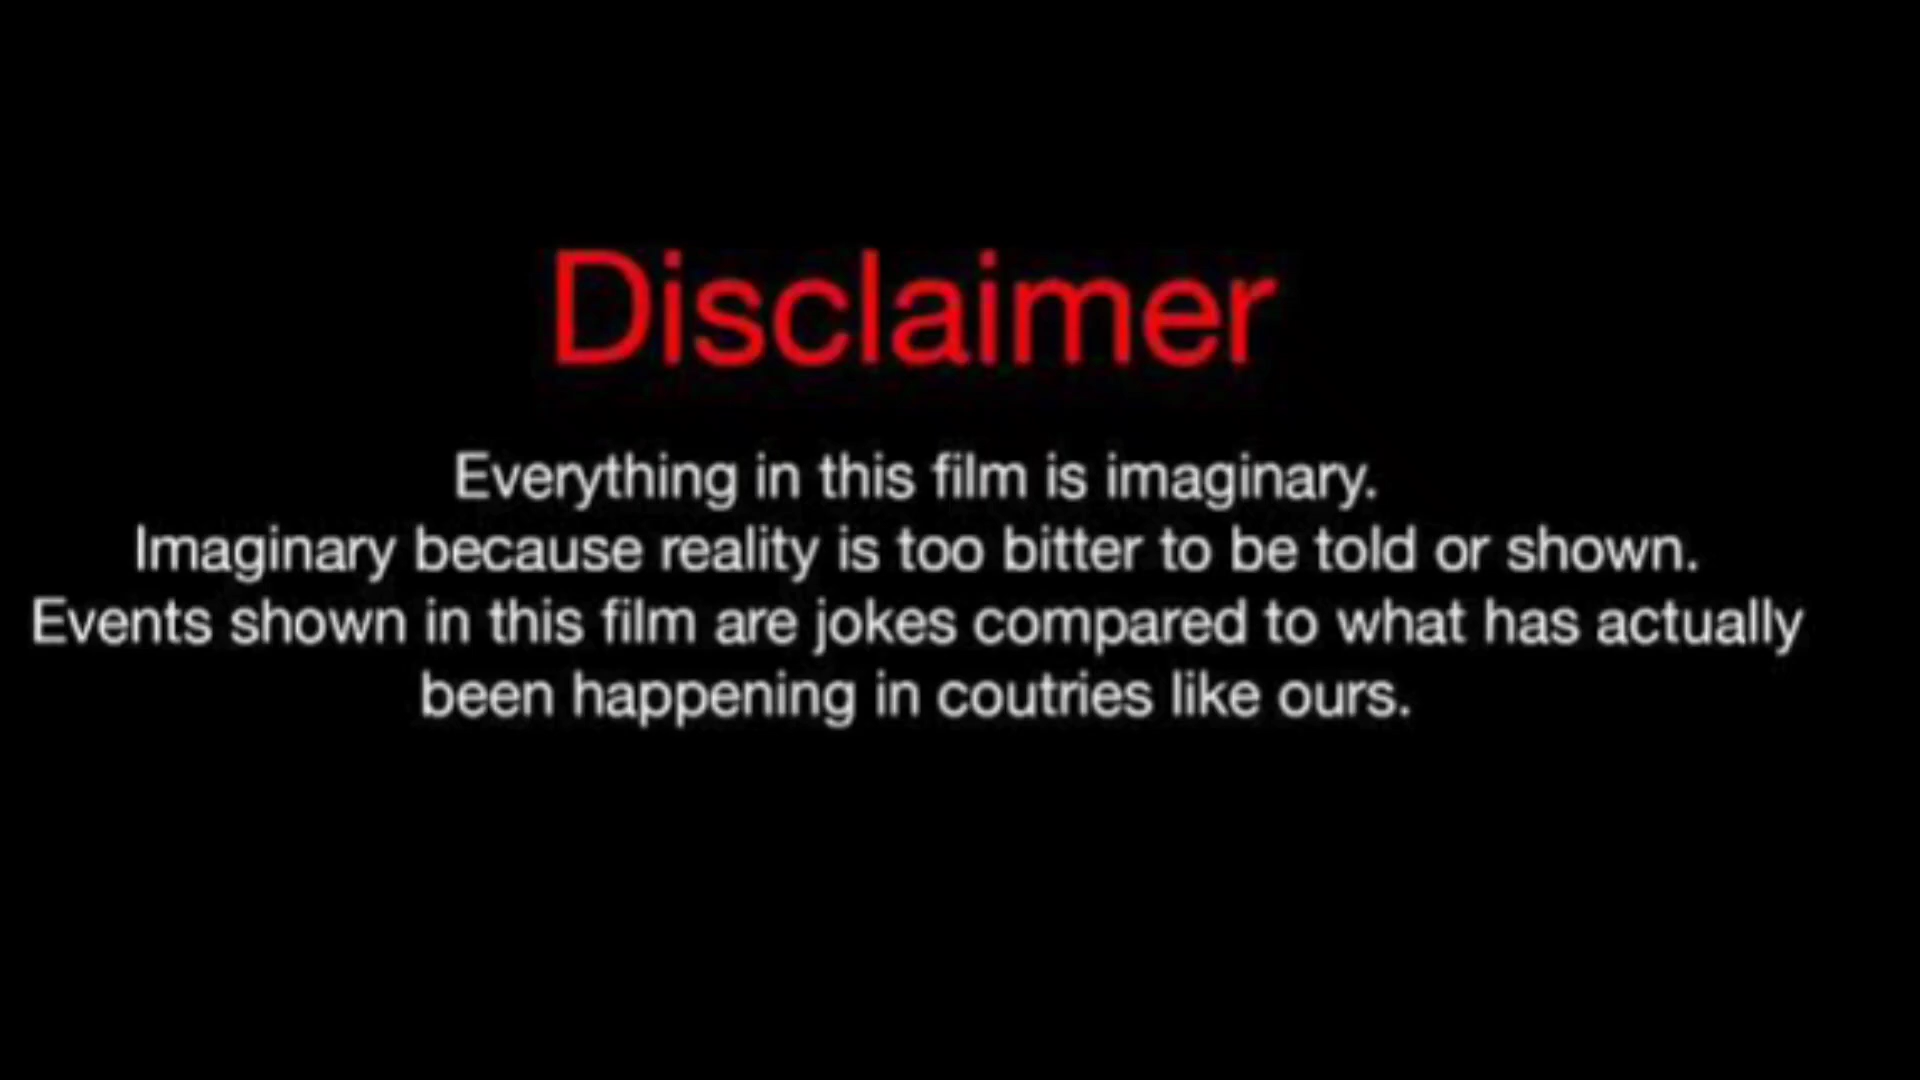 Disclaimer
Everything in this film is imaginary.
Imaginary because reality is too bitter to be told or shown.
Events shown in this film are jokes compared to what has actually
been happening in coutries like ours.